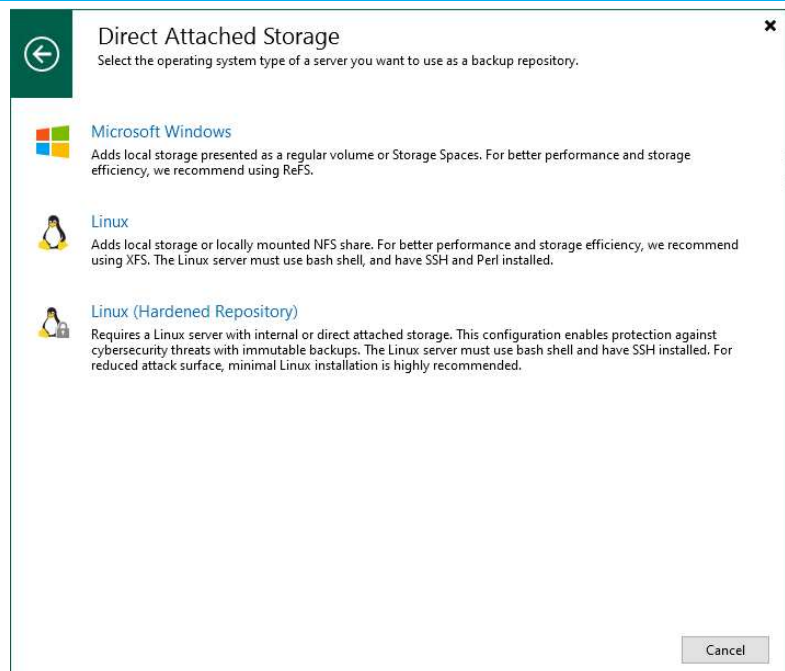 Direct Attached Storage
Select the operating system type of a server you want to use as a backup repository.
Microsoft Windows
Adds local storage presented as a regular volume or Storage Spaces. For better performance and storage
efficiency, we recommend using ReFS.
Linux
Adds local storage or locally mounted NFS share. For better performance and storage efficiency, we recommend
using XFS. The Linux server must use bash shell, and have SSH and Perl installed.
Linux (Hardened Repository)
Requires a Linux server with internal or direct attached storage. This configuration enables protection against
cybersecurity threats with immutable backups. The Linux server must use bash shell and have SSH installed. For
reduced attack surface, minimal Linux installation is highly recommended.
Cancel